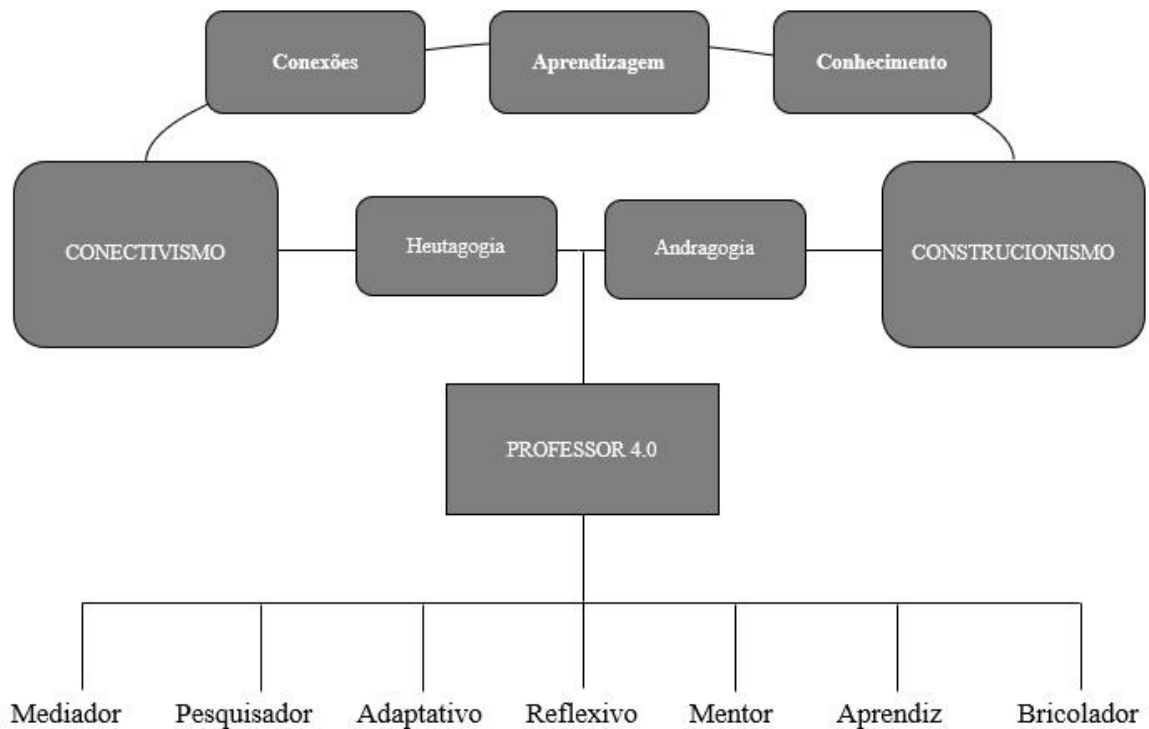 Conexões
Aprendizagem
Conhecimento
CONECTIVISMO
Heutagogia
Andragogia
CONSTRUCIONISMO
PROFESSOR 4.0
Mediador
Pesquisador
Adaptativo
Reflexivo
Mentor
Aprendiz
Bricolador